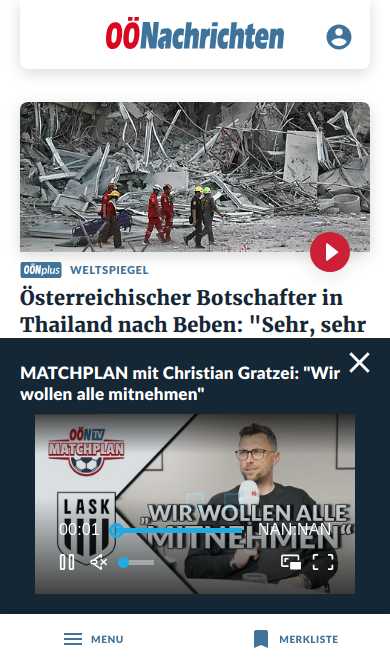 OÖNachrichten
OÖNplus WELTSPIEGEL
Österreichischer Botschafter in
Thailand nach Beben: "Sehr, sehr
MATCHPLAN mit Christian Gratzei: "Wir
wollen alle mitnehmen"
OÖN TV
MATCHPLAN
LASK
„WIR WOLLEN ALLE
MITNEHMEN"
00:01
NAN:NAN
MENU
MERKLISTE